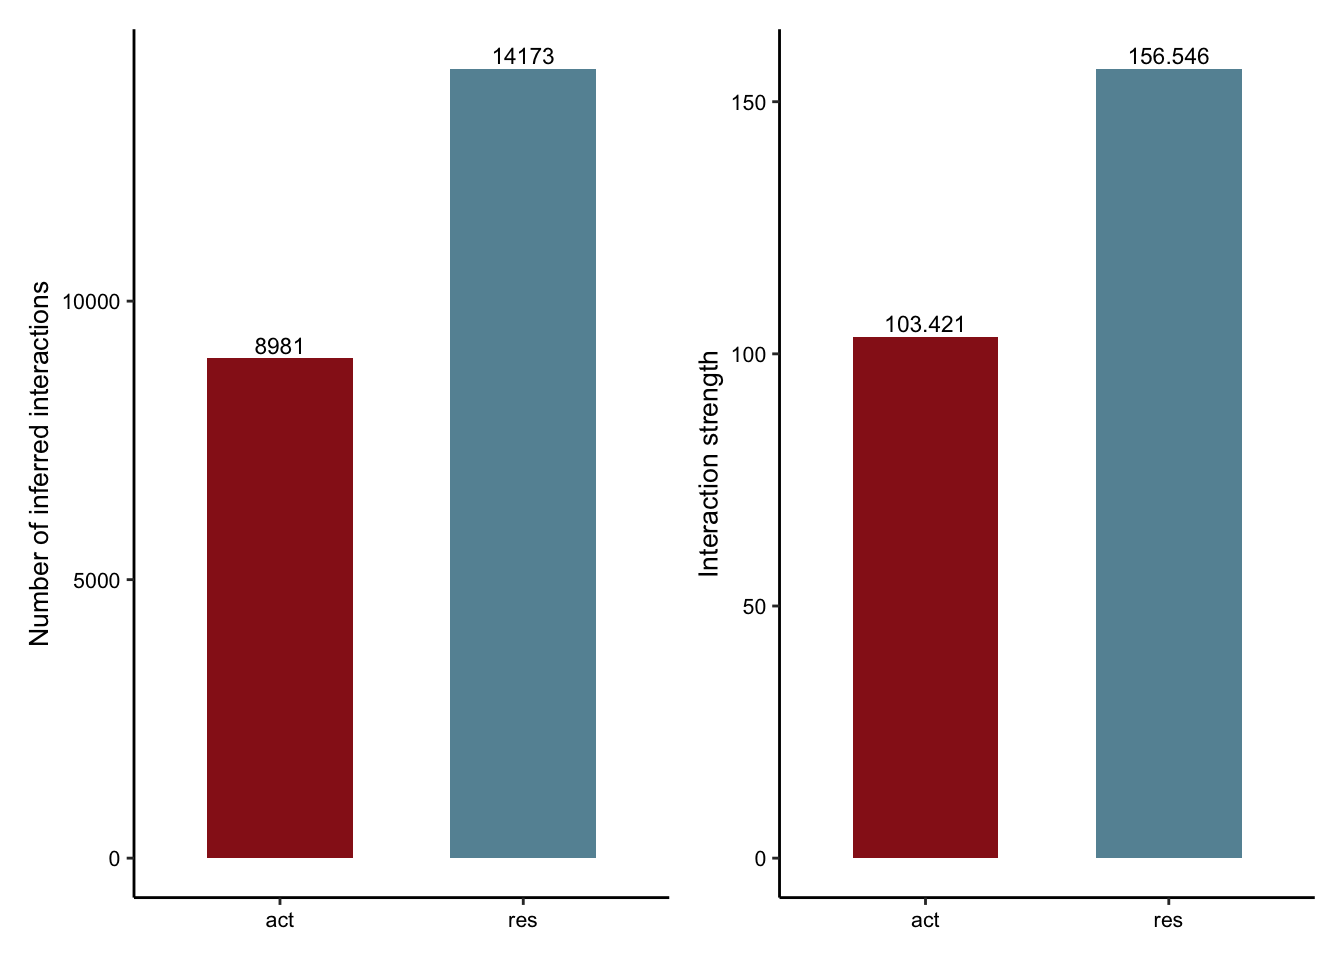 Number of inferred interactions
14173
10000
8981
5000
0
act
res
Interaction strength
156.546
150
103.421
100
50
0
act
res